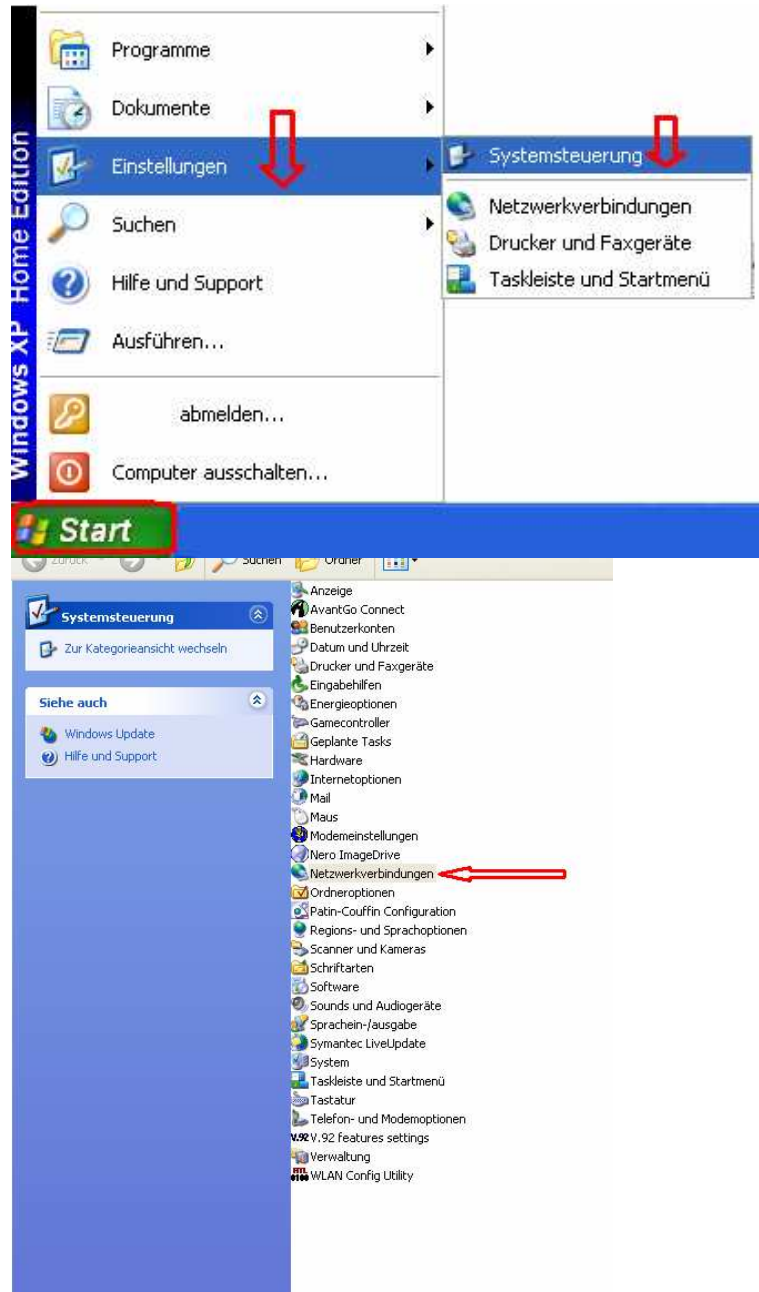 Windows XP Home Edition
Programme
Dokumente
Einstellungen
Suchen
Hilfe und Support
Ausführen...
abmelden...
Computer ausschalten...
Systemsteuerung
Netzwerkverbindungen
Drucker und Faxgeräte
Taskleiste und Startmenü
Start
Zurück Suchen Ordner
Systemsteuerung
Zur Kategorieansicht wechseln
Siehe auch
Windows Update
Hilfe und Support
Anzeige
AvantGo Connect
Benutzerkonten
Datum und Uhrzeit
Drucker und Faxgeräte
Eingabehilfen
Energieoptionen
Gamecontroller
Geplante Tasks
Hardware
Internetoptionen
Mail
Maus
Modemeinstellungen
Nero ImageDrive
Netzwerkverbindungen
Ordneroptionen
Patin-Couffin Configuration
Regions- und Sprachoptionen
Scanner und Kameras
Schriftarten
Software
Sounds und Audiogeräte
Sprachein-/ausgabe
Symantec LiveUpdate
System
Taskleiste und Startmenü
Tastatur
Telefon- und Modemoptionen
V.92 V.92 features settings
Verwaltung
WLAN Config Utility